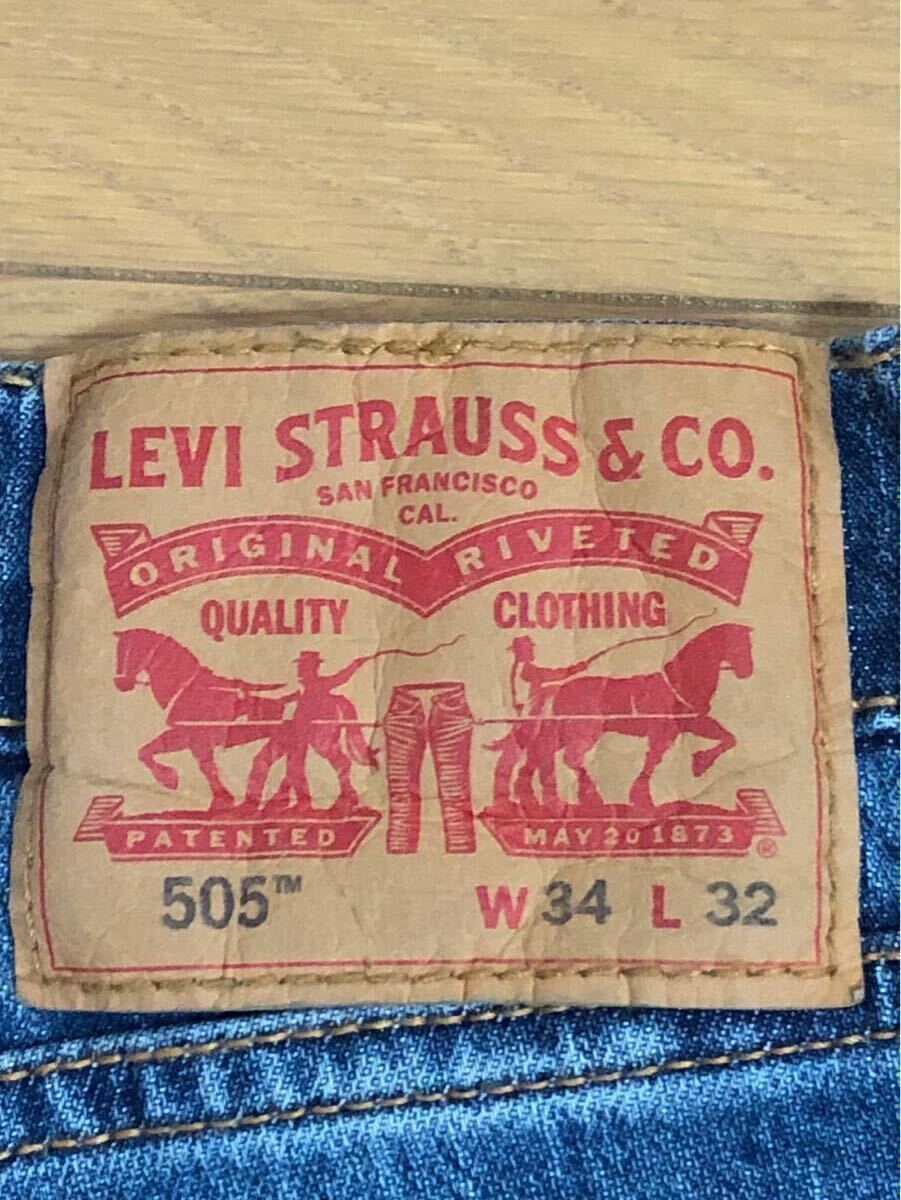 LEVI STRAUSS & CO.
SAN FRANCISCO
CAL.
ORIGINAL RIVETED
QUALITY CLOTHING
PATENTED MAY 20 1873 ®
505™ W 34 L 32